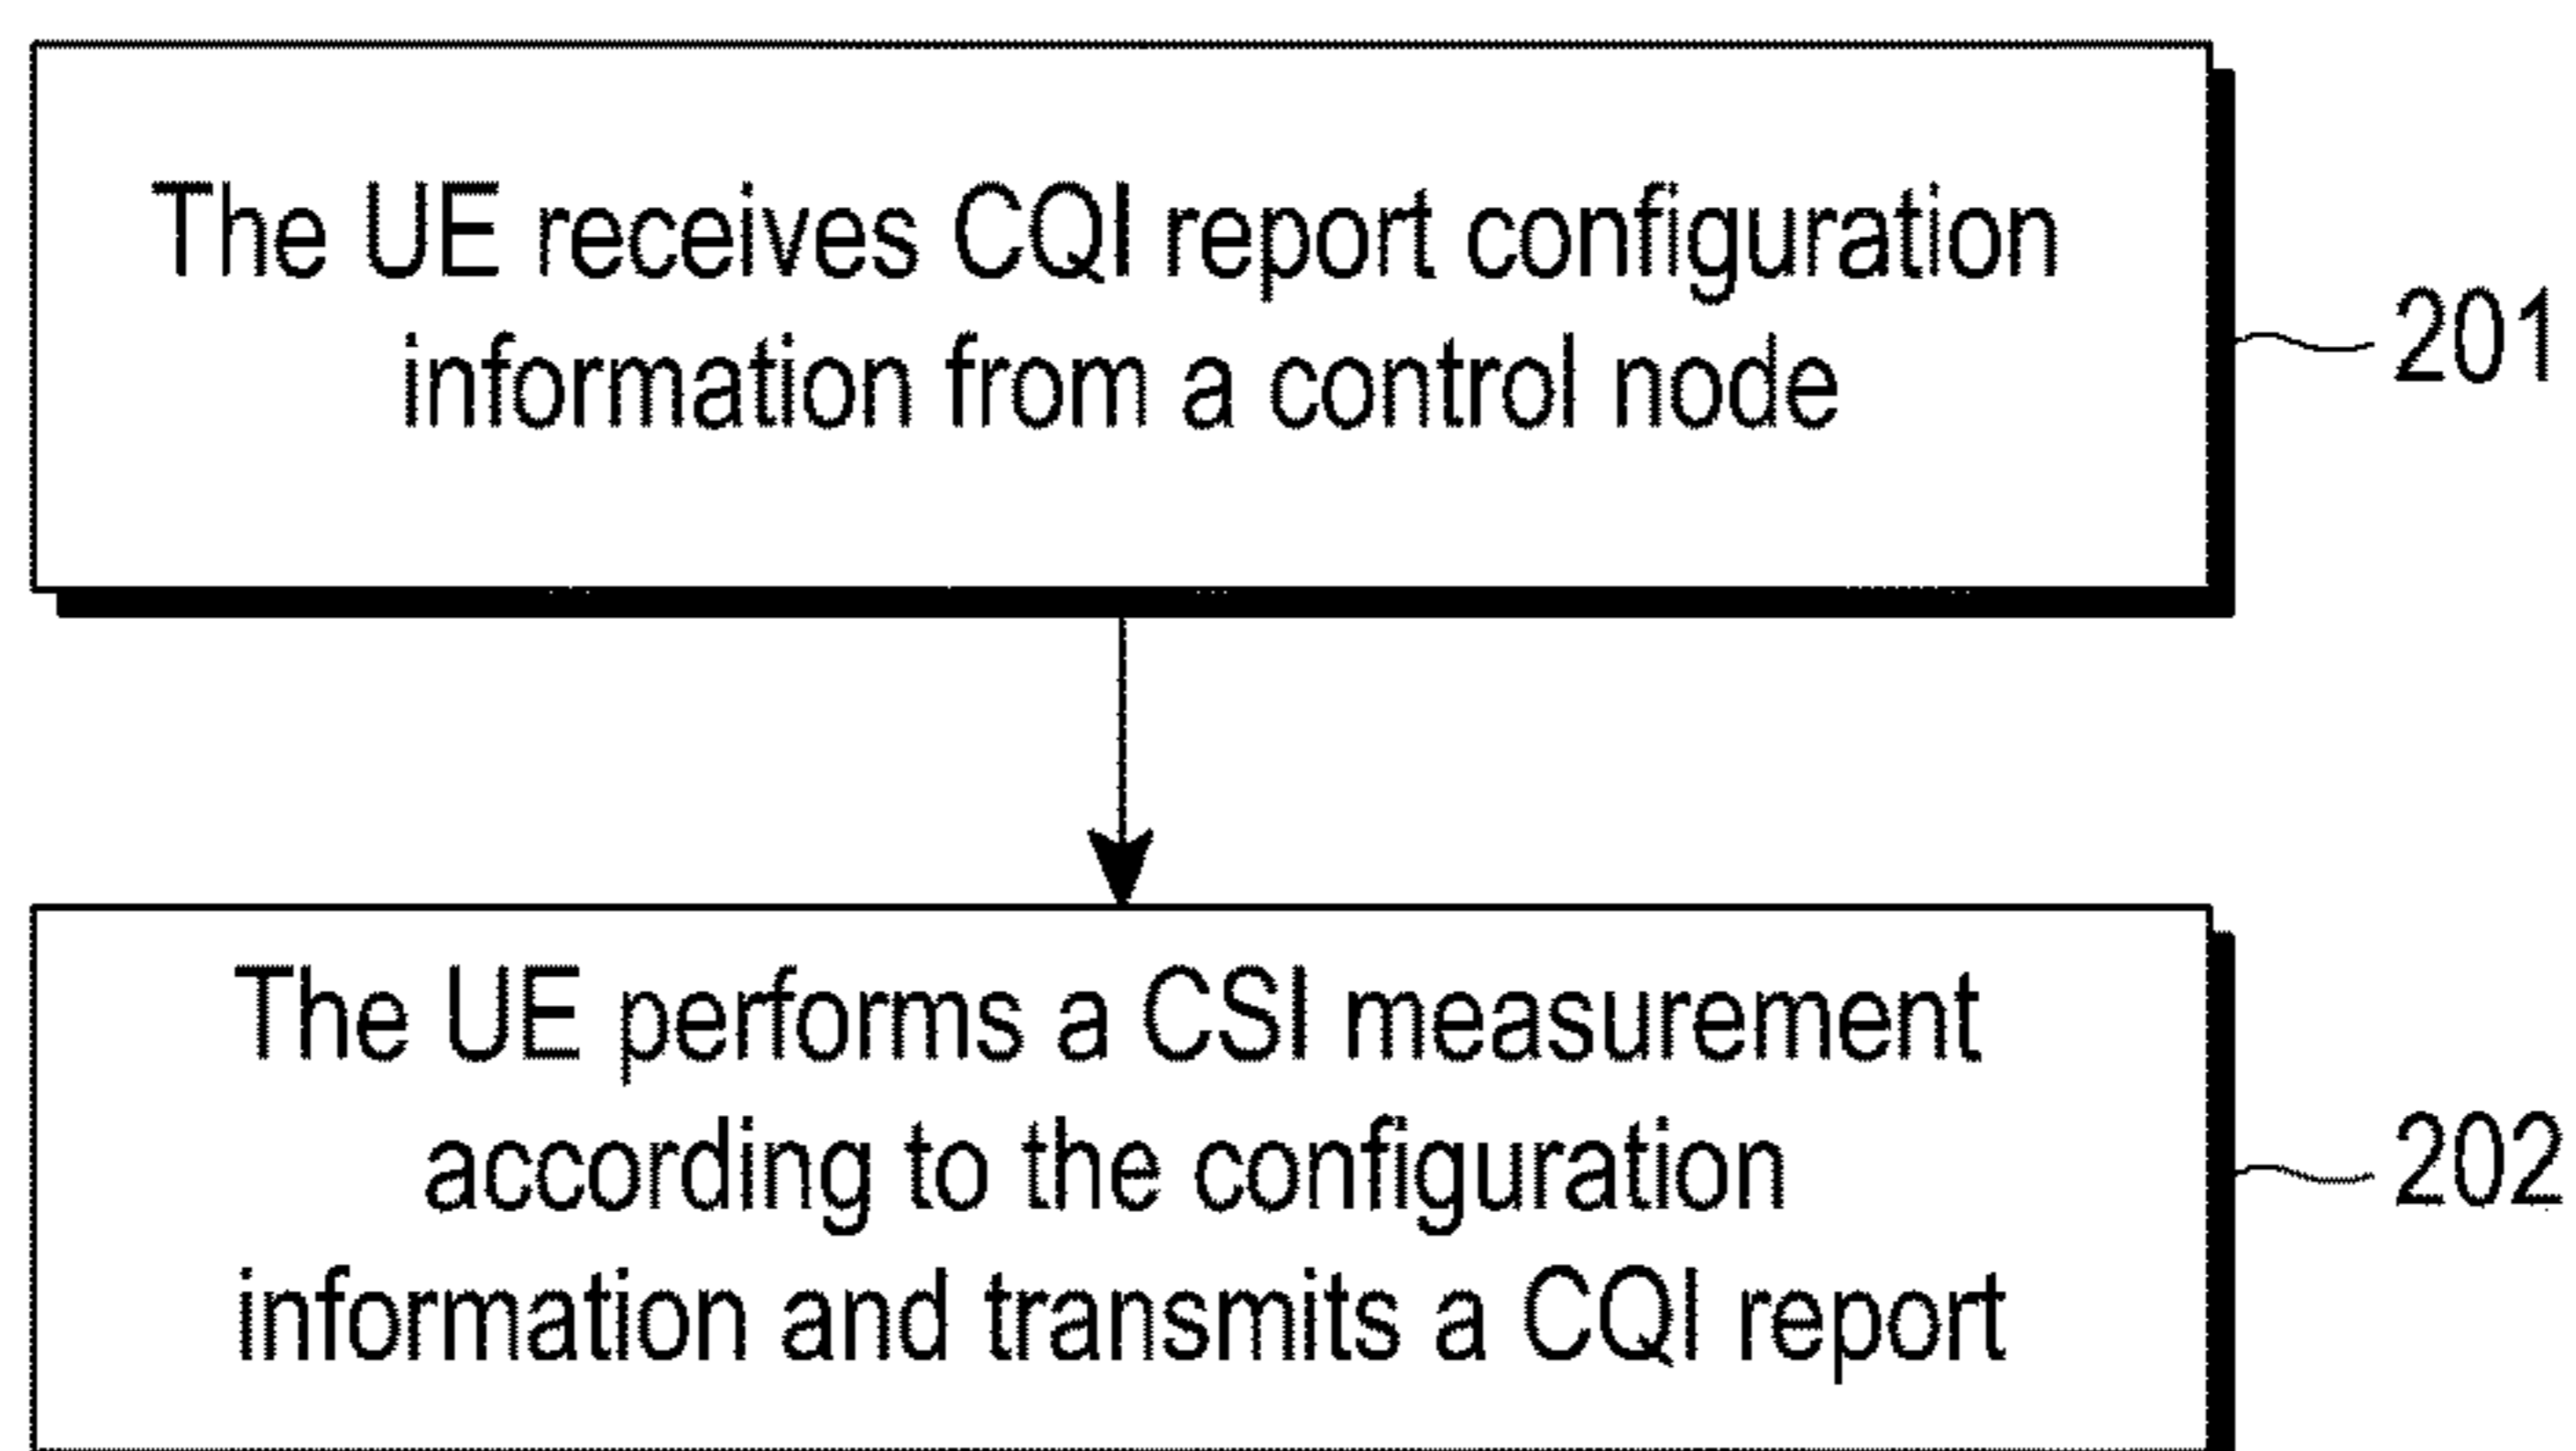 The UE receives CQI report configuration
information from a control node
201
The UE performs a CSI measurement
according to the configuration
information and transmits a CQI report
202